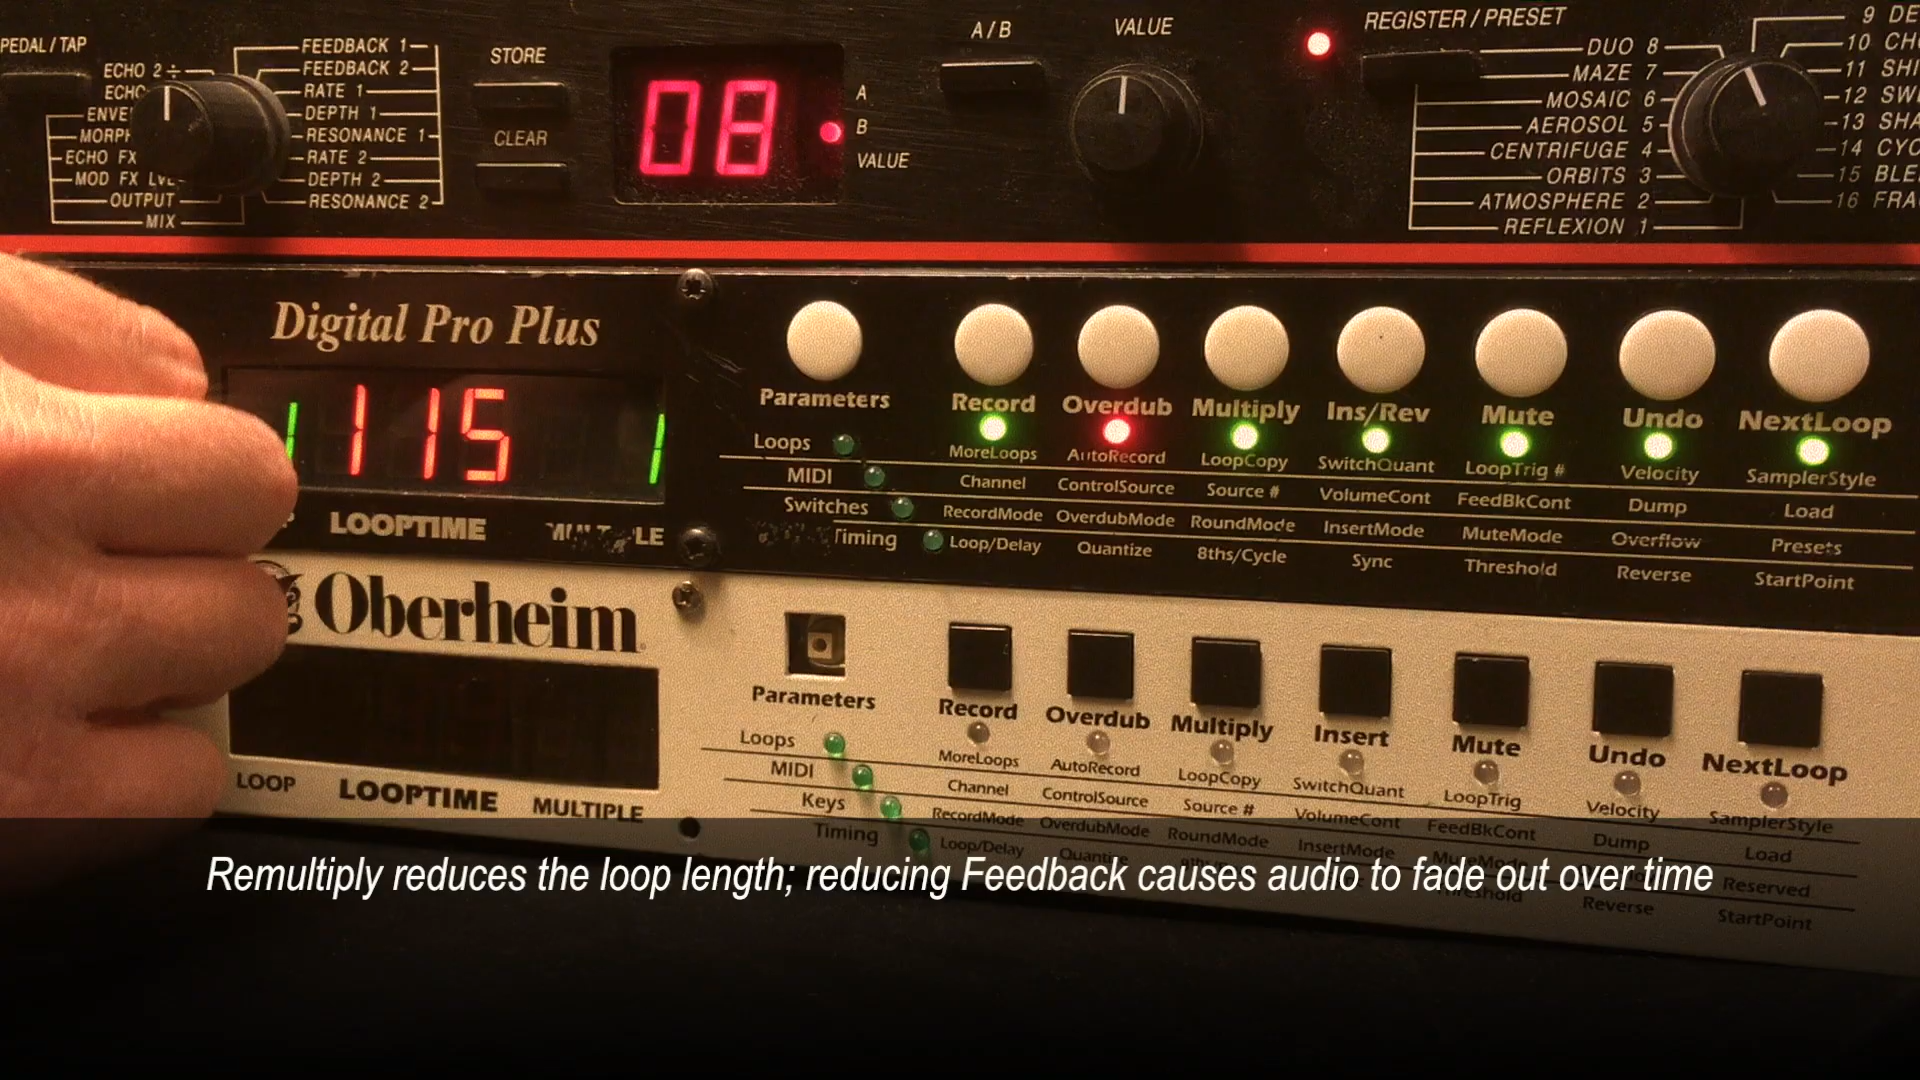 PEDAL / TAP
ECHO 2 ÷
ECHO
ECHO FX
OUTPUT
MIX
FEEDBACK 1
FEEDBACK 2
RATE 1
DEPTH 1
RESONANCE 1
RATE 2
DEPTH 2
RESONANCE 2
STORE
CLEAR
08
A
B
VALUE
A / B
VALUE
REGISTER / PRESET
DUO 8
MAZE 7
MOSAIC 6
AEROSOL 5
CENTRIFUGE 4
ORBITS 3
ATMOSPHERE 2
REFLEXION 1
9
10
11
12
13
14
15
16
Digital Pro Plus
1 115 1
LOOPTIME
Parameters Record Overdub Multiply Ins/Rev Mute Undo NextLoop
Loops MoreLoops AutoRecord LoopCopy SwitchQuant LoopTrig # Velocity SamplerStyle
MIDI Channel ControlSource Source # VolumeCont FeedBkCont Dump Load
Switches RecordMode OverdubMode RoundMode InsertMode MuteMode Overflow Presets
Timing Loop/Delay Quantize 8ths/Cycle Sync Threshold Reverse StartPoint
Oberheim
LOOP LOOPTIME MULTIPLE
Parameters Record Overdub Multiply Insert Mute Undo NextLoop
Loops MoreLoops AutoRecord LoopCopy SwitchQuant LoopTrig Velocity SamplerStyle
MIDI Channel ControlSource Source # VolumeCont FeedBkCont Dump Load
Keys RecordMode OverdubMode RoundMode InsertMode MuteMode Reserved
Timing Loop/Delay Quantize Threshold Reverse StartPoint
Remultiply reduces the loop length; reducing Feedback causes audio to fade out over time